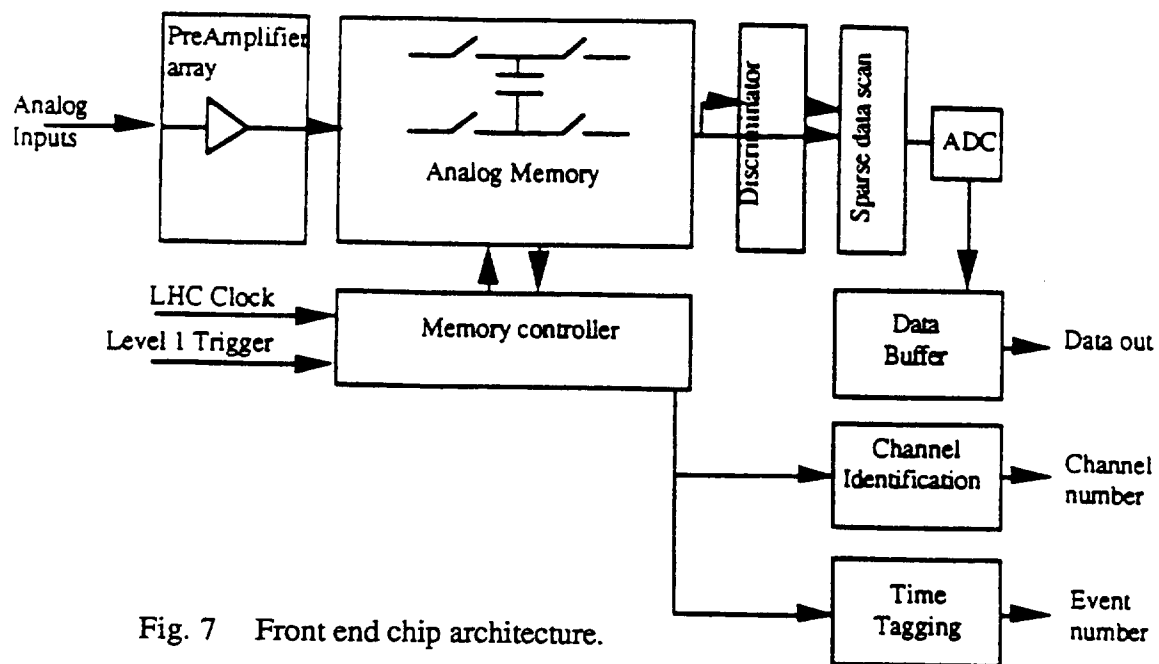 PreAmplifier
array
Analog
Inputs
Analog Memory
Discriminator
Sparse data scan
ADC
LHC Clock
Level 1 Trigger
Memory controller
Data
Buffer
Data out
Channel
Identification
Channel
number
Time
Tagging
Event
number
Fig. 7 Front end chip architecture.